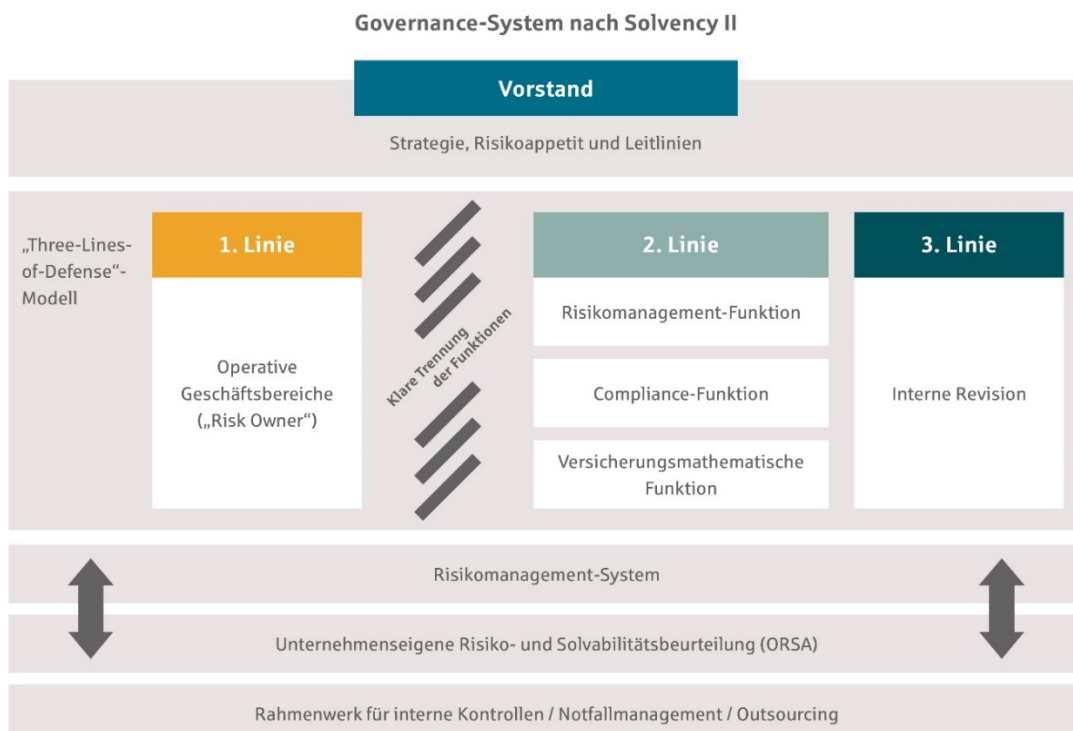 Governance-System nach Solvency II
Vorstand
Strategie, Risikoappetit und Leitlinien
„Three-Lines-
of-Defense“-
Modell
1. Linie
Operative
Geschäftsbereiche
(„Risk Owner“)
Klare Trennung
der Funktionen
2. Linie
Risikomanagement-Funktion
Compliance-Funktion
Versicherungsmathematische
Funktion
3. Linie
Interne Revision
Risikomanagement-System
Unternehmenseigene Risiko- und Solvabilitätsbeurteilung (ORSA)
Rahmenwerk für interne Kontrollen / Notfallmanagement / Outsourcing